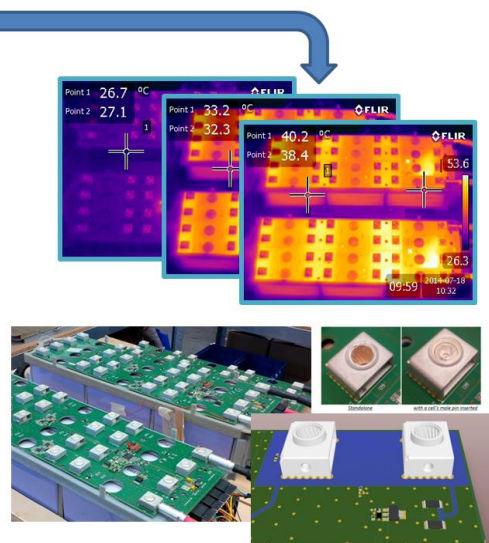 Point 1 26.7 °C
Point 2 27.1
1
FLIR
Point 1 33.2 °C
Point 2 32.3
FLIR
Point 1 40.2 °C
Point 2 38.4
FLIR
53.6
26.3
09:59 2014-07-18
10:32
Standalone
with a cell's male pin inserted